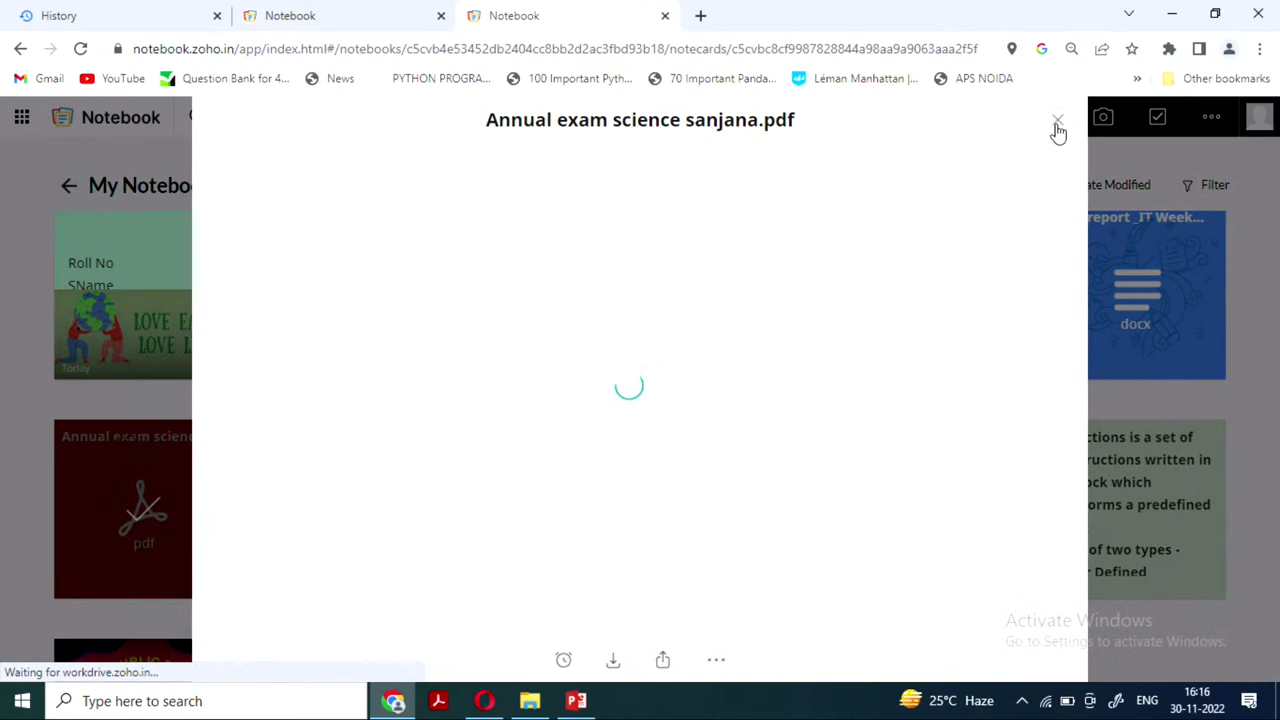 History
Notebook
Notebook
notebook.zoho.in/app/index.html#/notebooks/c5cvb4e53452db2404cc8bb2d2ac3fbd93b18/notecards/c5cvbc8cf9987828844a98aa9a9063aaa2f5f
Gmail
YouTube
Question Bank for 4...
News
PYTHON PROGRA...
100 Important Pyth...
70 Important Panda...
Léman Manhattan |...
APS NOIDA
»
Other bookmarks
Notebook
Annual exam science sanjana.pdf
My Notebo
ate Modified
Filter
Roll No
SName
LOVE EA
LOVE L
Today
report _IT Week...
docx
Annual exam scienc
pdf
ctions is a set of
ructions written in
ock which
orms a predefined
of two types -
r Defined
Activate Windows
Go to Settings to activate Windows.
Waiting for workdrive.zoho.in...
Type here to search
25°C Haze
ENG
16:16
30-11-2022